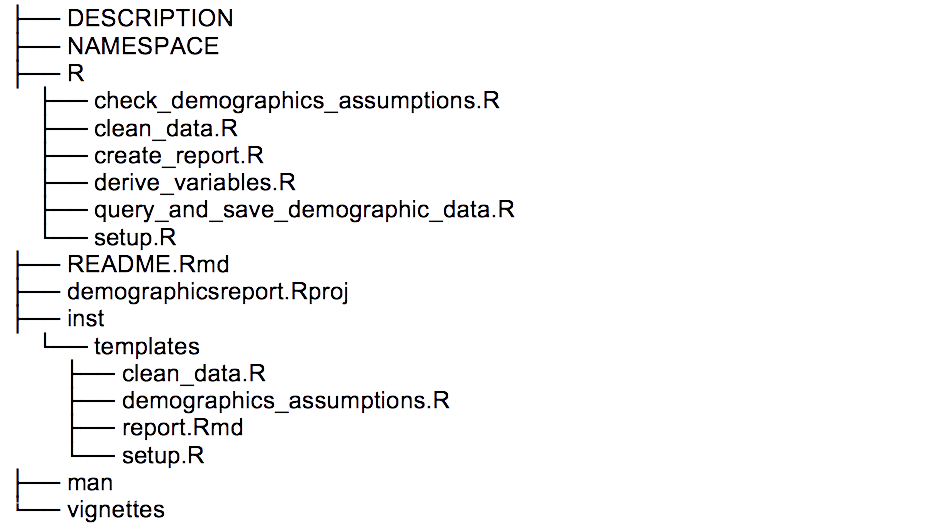 DESCRIPTION
NAMESPACE
R
check_demographics_assumptions.R
clean_data.R
create_report.R
derive_variables.R
query_and_save_demographic_data.R
setup.R
README.Rmd
demographicsreport.Rproj
inst
templates
clean_data.R
demographics_assumptions.R
report.Rmd
setup.R
man
vignettes